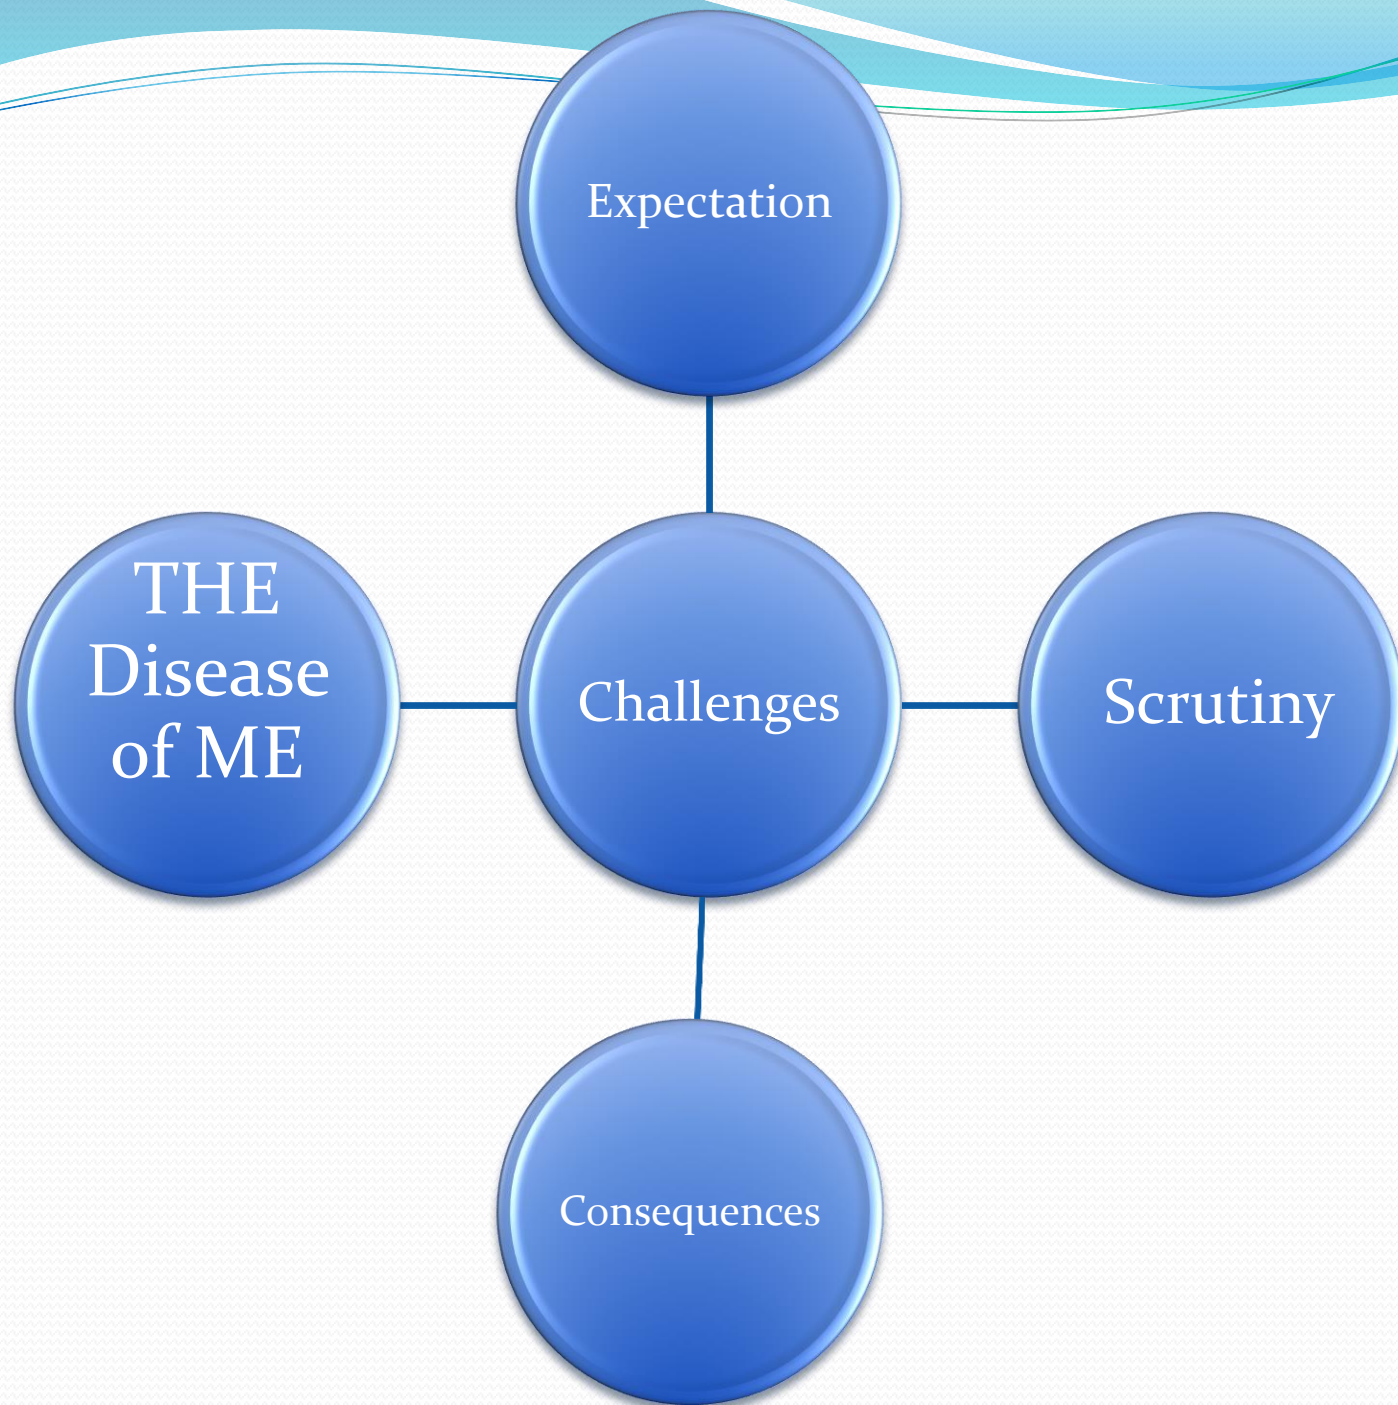 Expectation
THE
Disease
of ME
Challenges
Scrutiny
Consequences